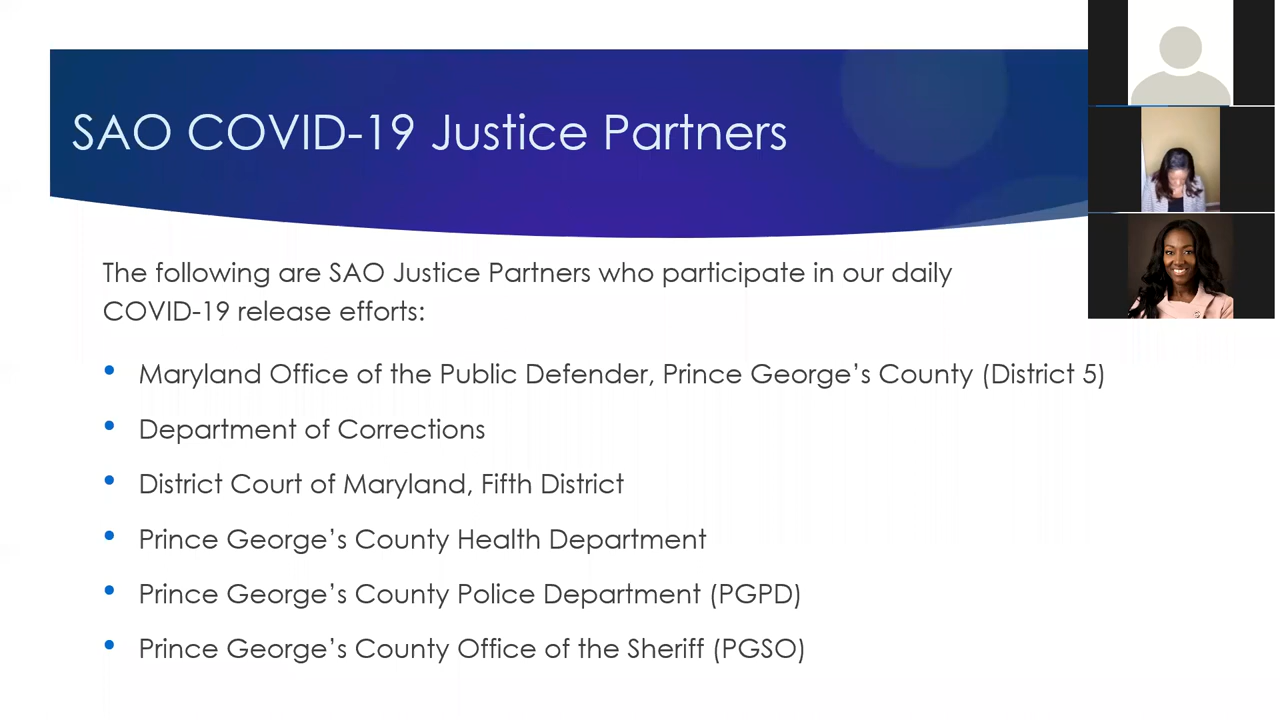 SAO COVID-19 Justice Partners
The following are SAO Justice Partners who participate in our daily
COVID-19 release efforts:
• Maryland Office of the Public Defender, Prince George’s County (District 5)
• Department of Corrections
• District Court of Maryland, Fifth District
• Prince George’s County Health Department
• Prince George’s County Police Department (PGPD)
• Prince George’s County Office of the Sheriff (PGSO)